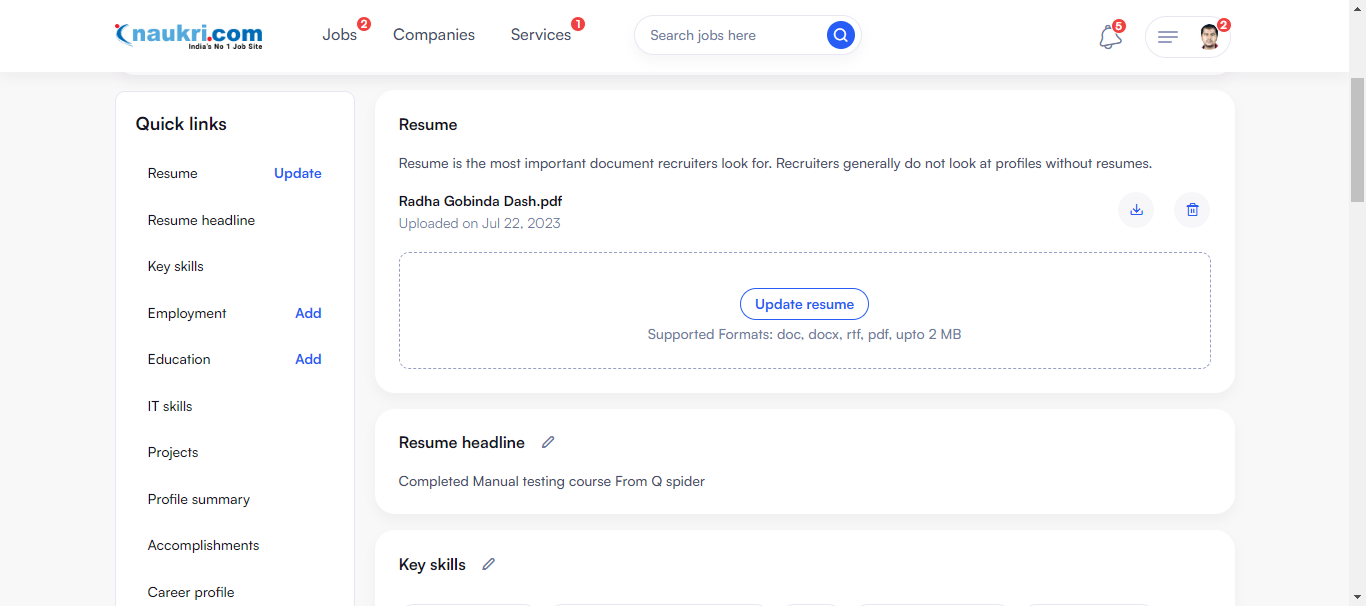 naukri.com
India's No 1 Job Site
Jobs 2
Companies
Services 1
Search jobs here
5
2
Quick links
Resume Update
Resume headline
Key skills
Employment Add
Education Add
IT skills
Projects
Profile summary
Accomplishments
Career profile
Resume
Resume is the most important document recruiters look for. Recruiters generally do not look at profiles without resumes.
Radha Gobinda Dash.pdf
Uploaded on Jul 22, 2023
Update resume
Supported Formats: doc, docx, rtf, pdf, upto 2 MB
Resume headline
Completed Manual testing course From Q spider
Key skills